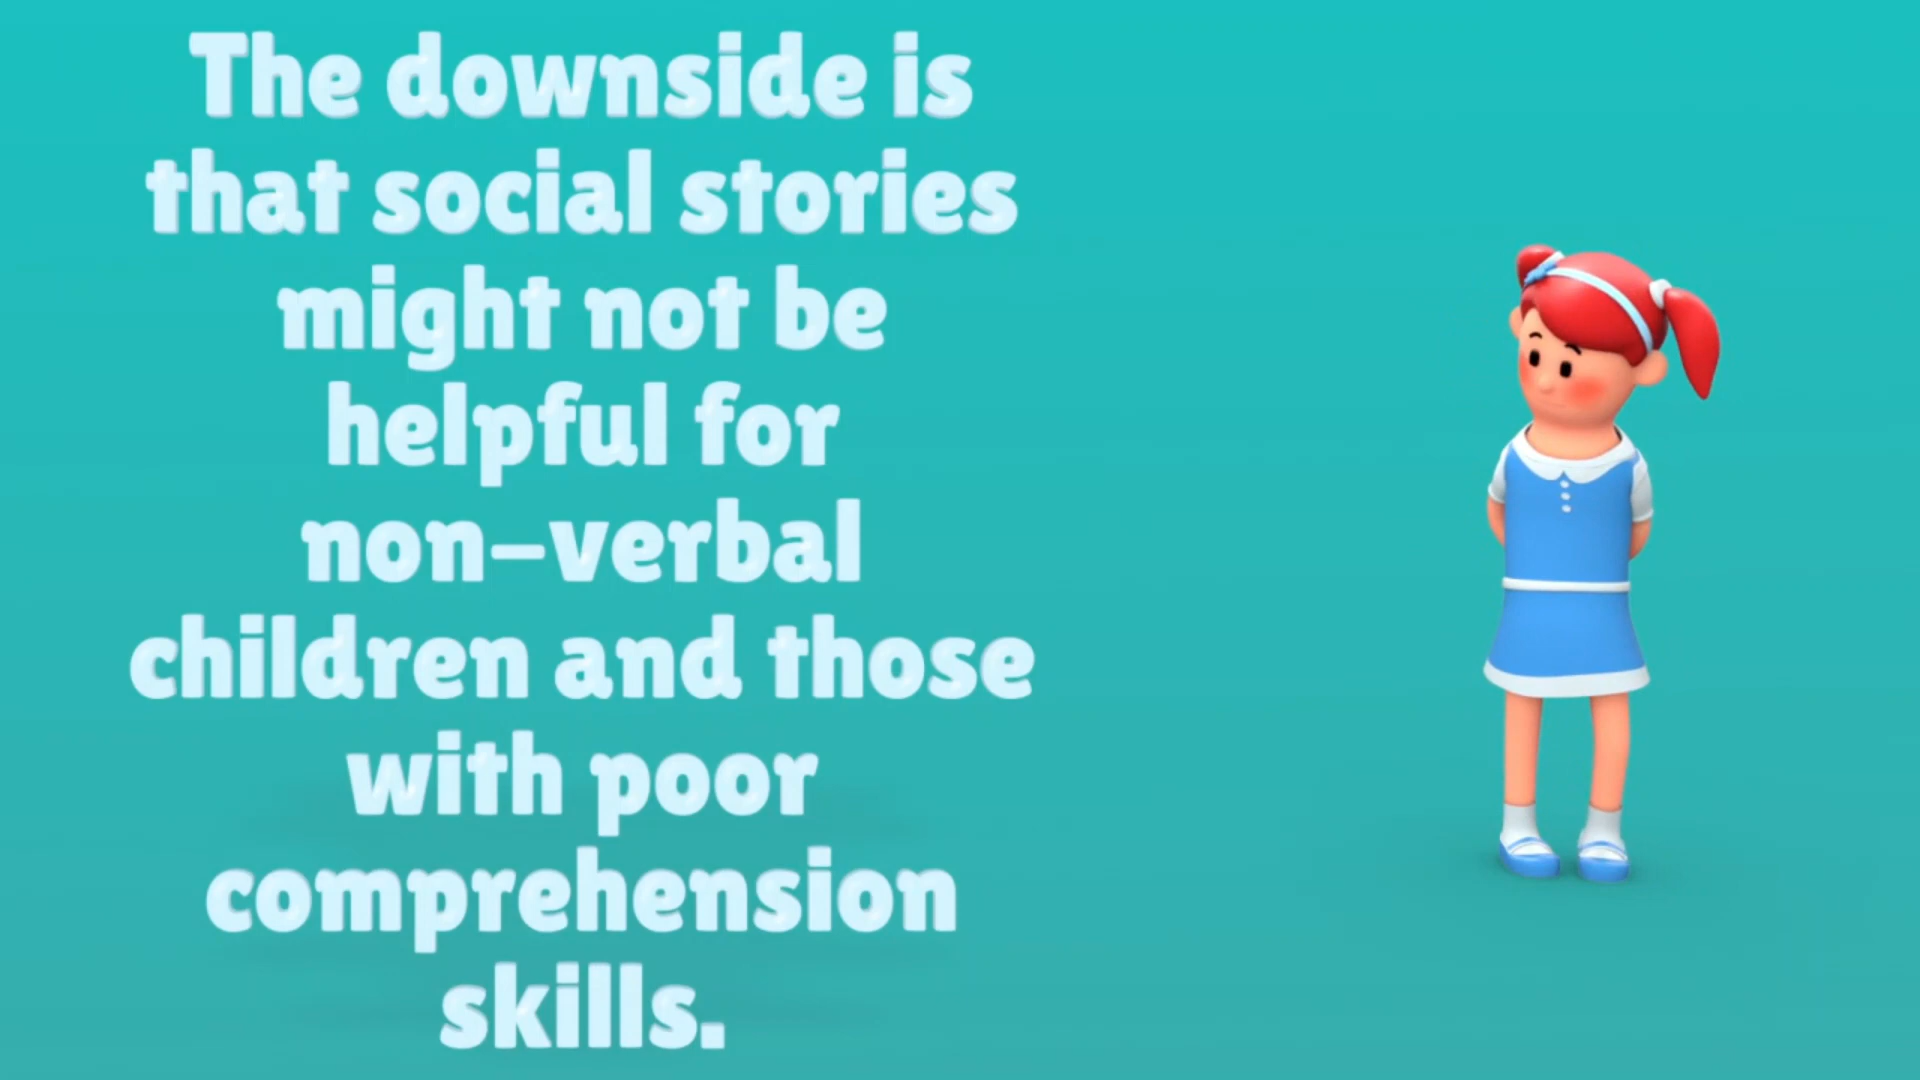 The downside is
that social stories
might not be
helpful for
non-verbal
children and those
with poor
comprehension
skills.